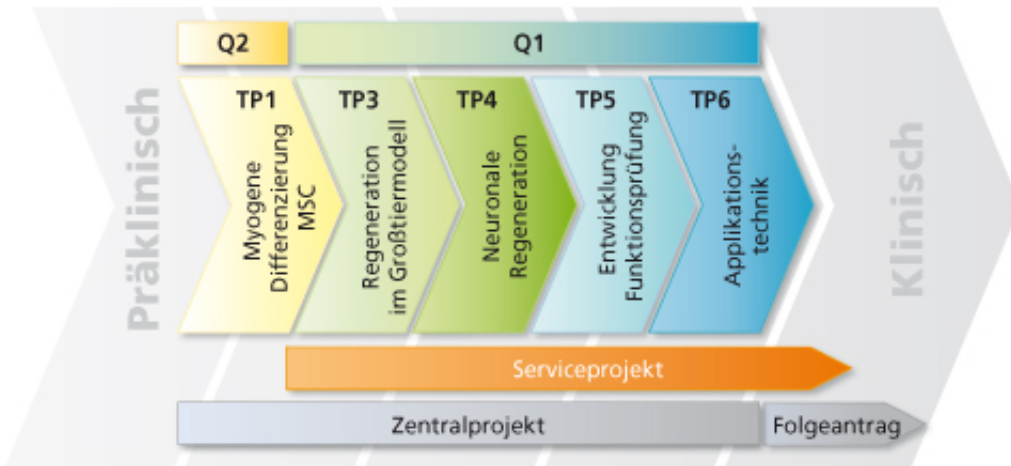 Präklinisch
Q2
Q1
TP1
Myogene
Differenzierung
MSC
TP3
Regeneration
im Großtiermodell
TP4
Neuronale
Regeneration
TP5
Entwicklung
Funktionsprüfung
TP6
Applikations-
technik
Klinisch
Serviceprojekt
Zentralprojekt
Folgeantrag